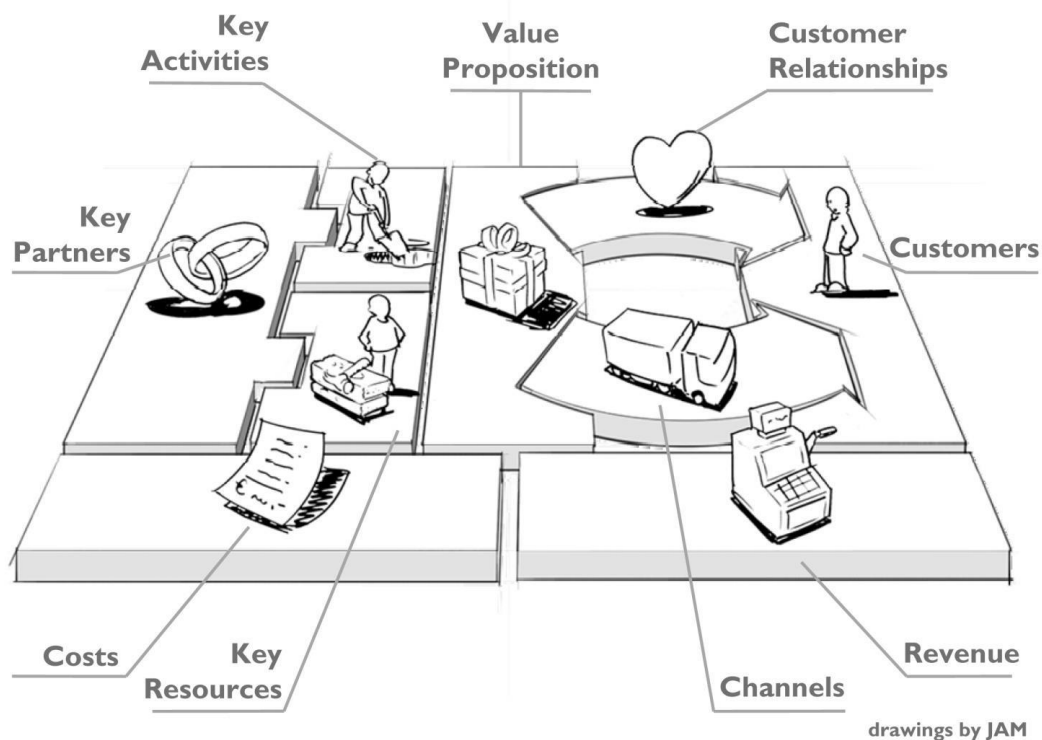 Key
Activities
Value
Proposition
Customer
Relationships
Key
Partners
Customers
Costs
Key
Resources
Channels
Revenue
drawings by JAM